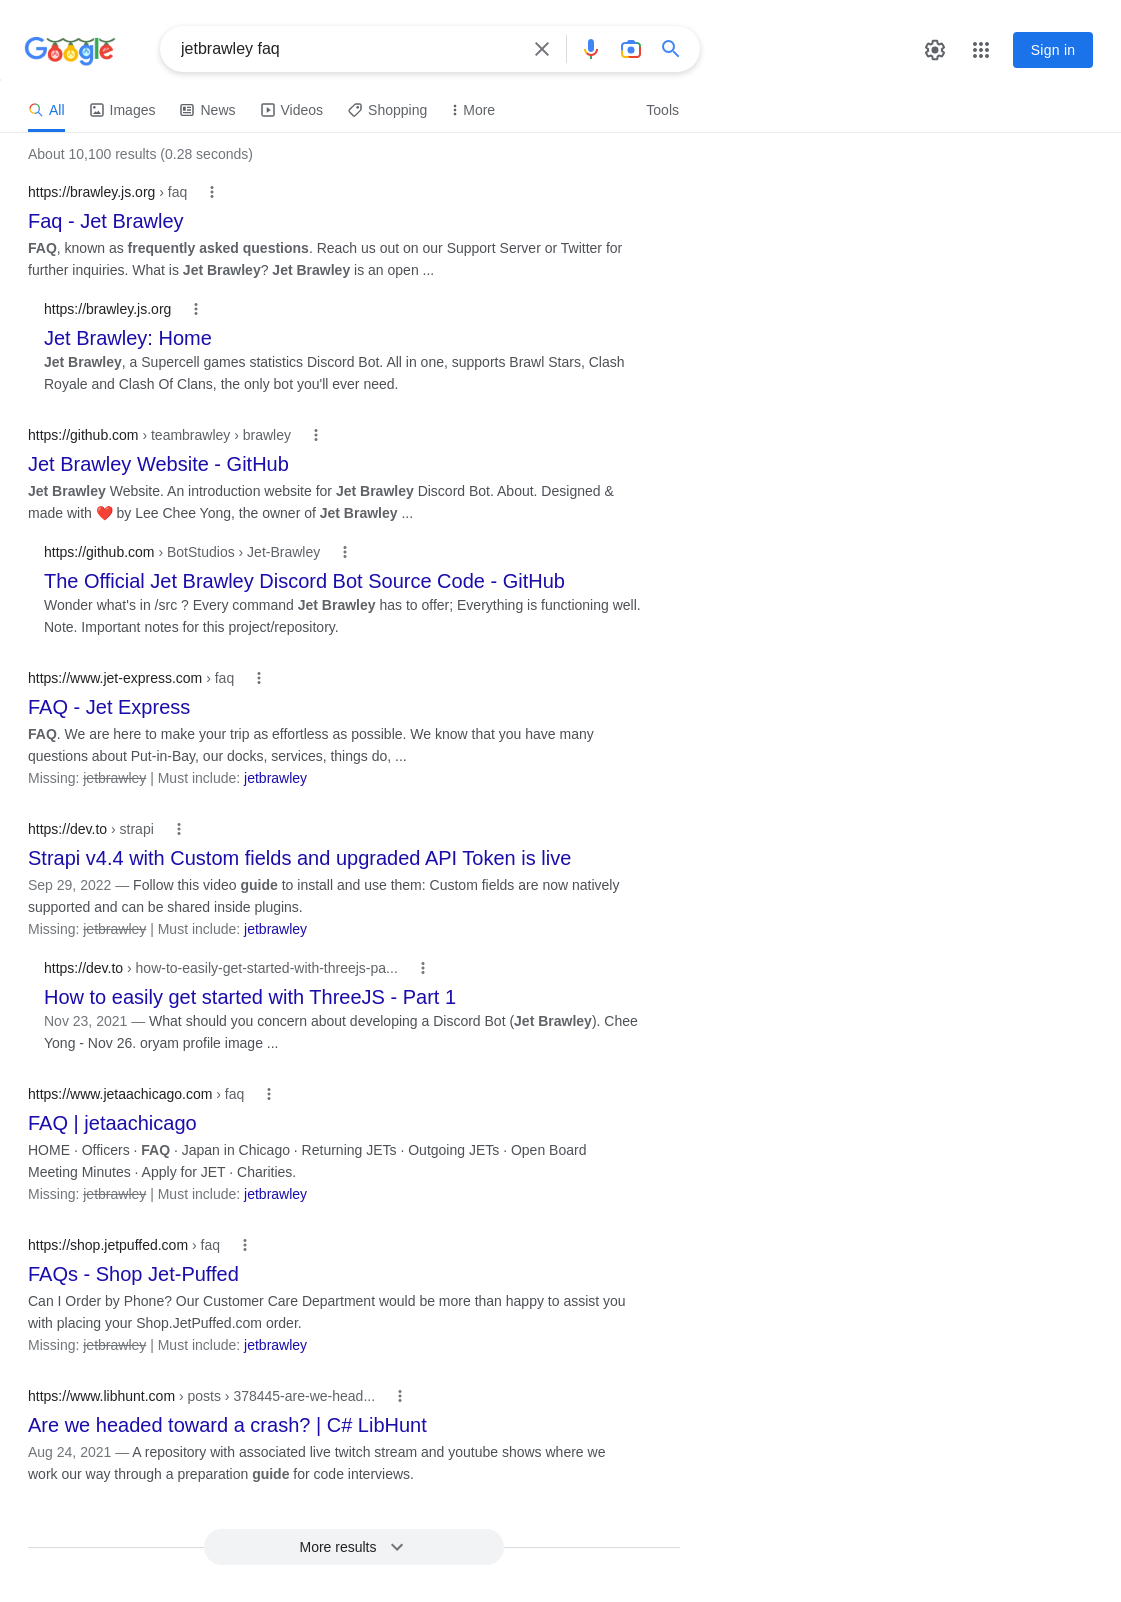 Google
jetbrawley faq
Sign in
All
Images
News
Videos
Shopping
More
Tools
About 10,100 results (0.28 seconds)
https://brawley.js.org › faq
Faq - Jet Brawley
FAQ, known as frequently asked questions. Reach us out on our Support Server or Twitter for
further inquiries. What is Jet Brawley? Jet Brawley is an open ...
https://brawley.js.org
Jet Brawley: Home
Jet Brawley, a Supercell games statistics Discord Bot. All in one, supports Brawl Stars, Clash
Royale and Clash Of Clans, the only bot you'll ever need.
https://github.com › teambrawley › brawley
Jet Brawley Website - GitHub
Jet Brawley Website. An introduction website for Jet Brawley Discord Bot. About. Designed &
made with ❤️ by Lee Chee Yong, the owner of Jet Brawley ...
https://github.com › BotStudios › Jet-Brawley
The Official Jet Brawley Discord Bot Source Code - GitHub
Wonder what's in /src ? Every command Jet Brawley has to offer; Everything is functioning well.
Note. Important notes for this project/repository.
https://www.jet-express.com › faq
FAQ - Jet Express
FAQ. We are here to make your trip as effortless as possible. We know that you have many
questions about Put-in-Bay, our docks, services, things do, ...
Missing: jetbrawley | Must include: jetbrawley
https://dev.to › strapi
Strapi v4.4 with Custom fields and upgraded API Token is live
Sep 29, 2022 — Follow this video guide to install and use them: Custom fields are now natively
supported and can be shared inside plugins.
Missing: jetbrawley | Must include: jetbrawley
https://dev.to › how-to-easily-get-started-with-threejs-pa...
How to easily get started with ThreeJS - Part 1
Nov 23, 2021 — What should you concern about developing a Discord Bot (Jet Brawley). Chee
Yong - Nov 26. oryam profile image ...
https://www.jetaachicago.com › faq
FAQ | jetaachicago
HOME · Officers · FAQ · Japan in Chicago · Returning JETs · Outgoing JETs · Open Board
Meeting Minutes · Apply for JET · Charities.
Missing: jetbrawley | Must include: jetbrawley
https://shop.jetpuffed.com › faq
FAQs - Shop Jet-Puffed
Can I Order by Phone? Our Customer Care Department would be more than happy to assist you
with placing your Shop.JetPuffed.com order.
Missing: jetbrawley | Must include: jetbrawley
https://www.libhunt.com › posts › 378445-are-we-head...
Are we headed toward a crash? | C# LibHunt
Aug 24, 2021 — A repository with associated live twitch stream and youtube shows where we
work our way through a preparation guide for code interviews.
More results